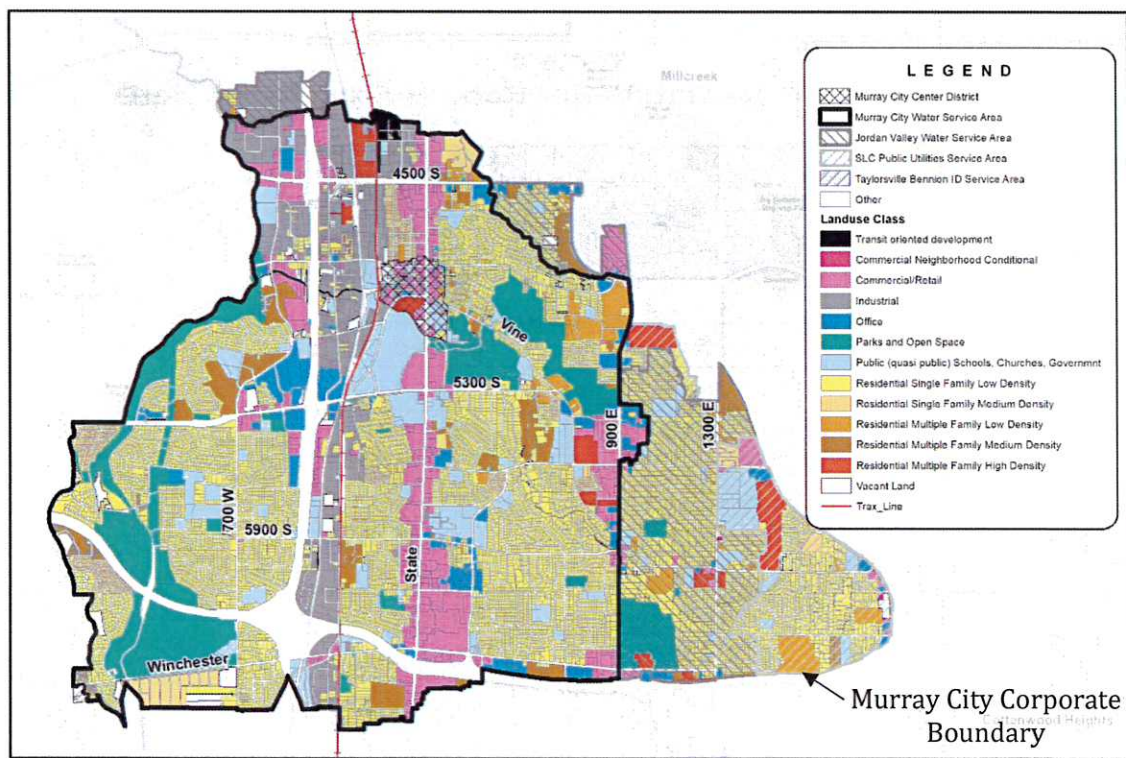 Millcreek
LEGEND
Murray City Center District
Murray City Water Service Area
Jordan Valley Water Service Area
SLC Public Utilities Service Area
Taylorsville Bennion ID Service Area
Other
Landuse Class
Transit oriented development
Commercial Neighborhood Conditional
Commercial/Retail
Industrial
Office
Parks and Open Space
Public (quasi public) Schools, Churches, Governmnt
Residential Single Family Low Density
Residential Single Family Medium Density
Residential Multiple Family Low Density
Residential Multiple Family Medium Density
Residential Multiple Family High Density
Vacant Land
Trax_Line
4500 S
Vine
5300 S
900 E
1300 E
700 W
5900 S
State
Winchester
Murray City Corporate
Boundary
Cottonwood Heights